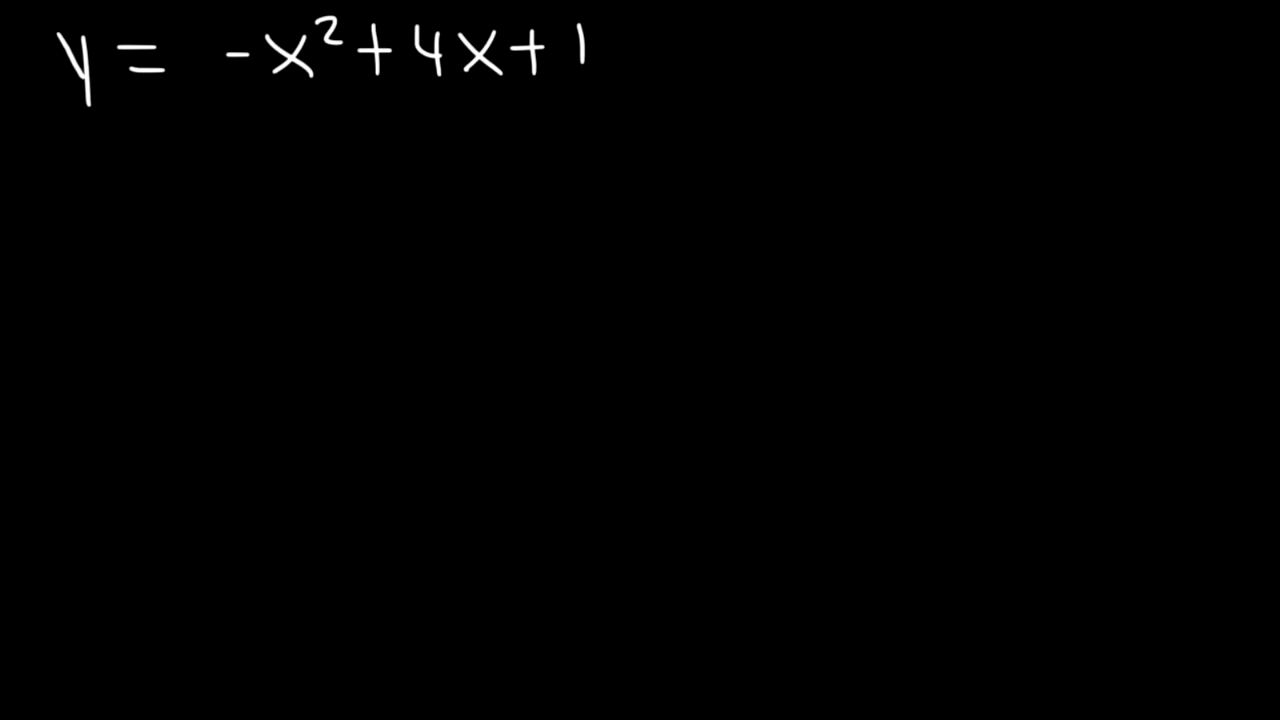 y = -x² + 4x + 1